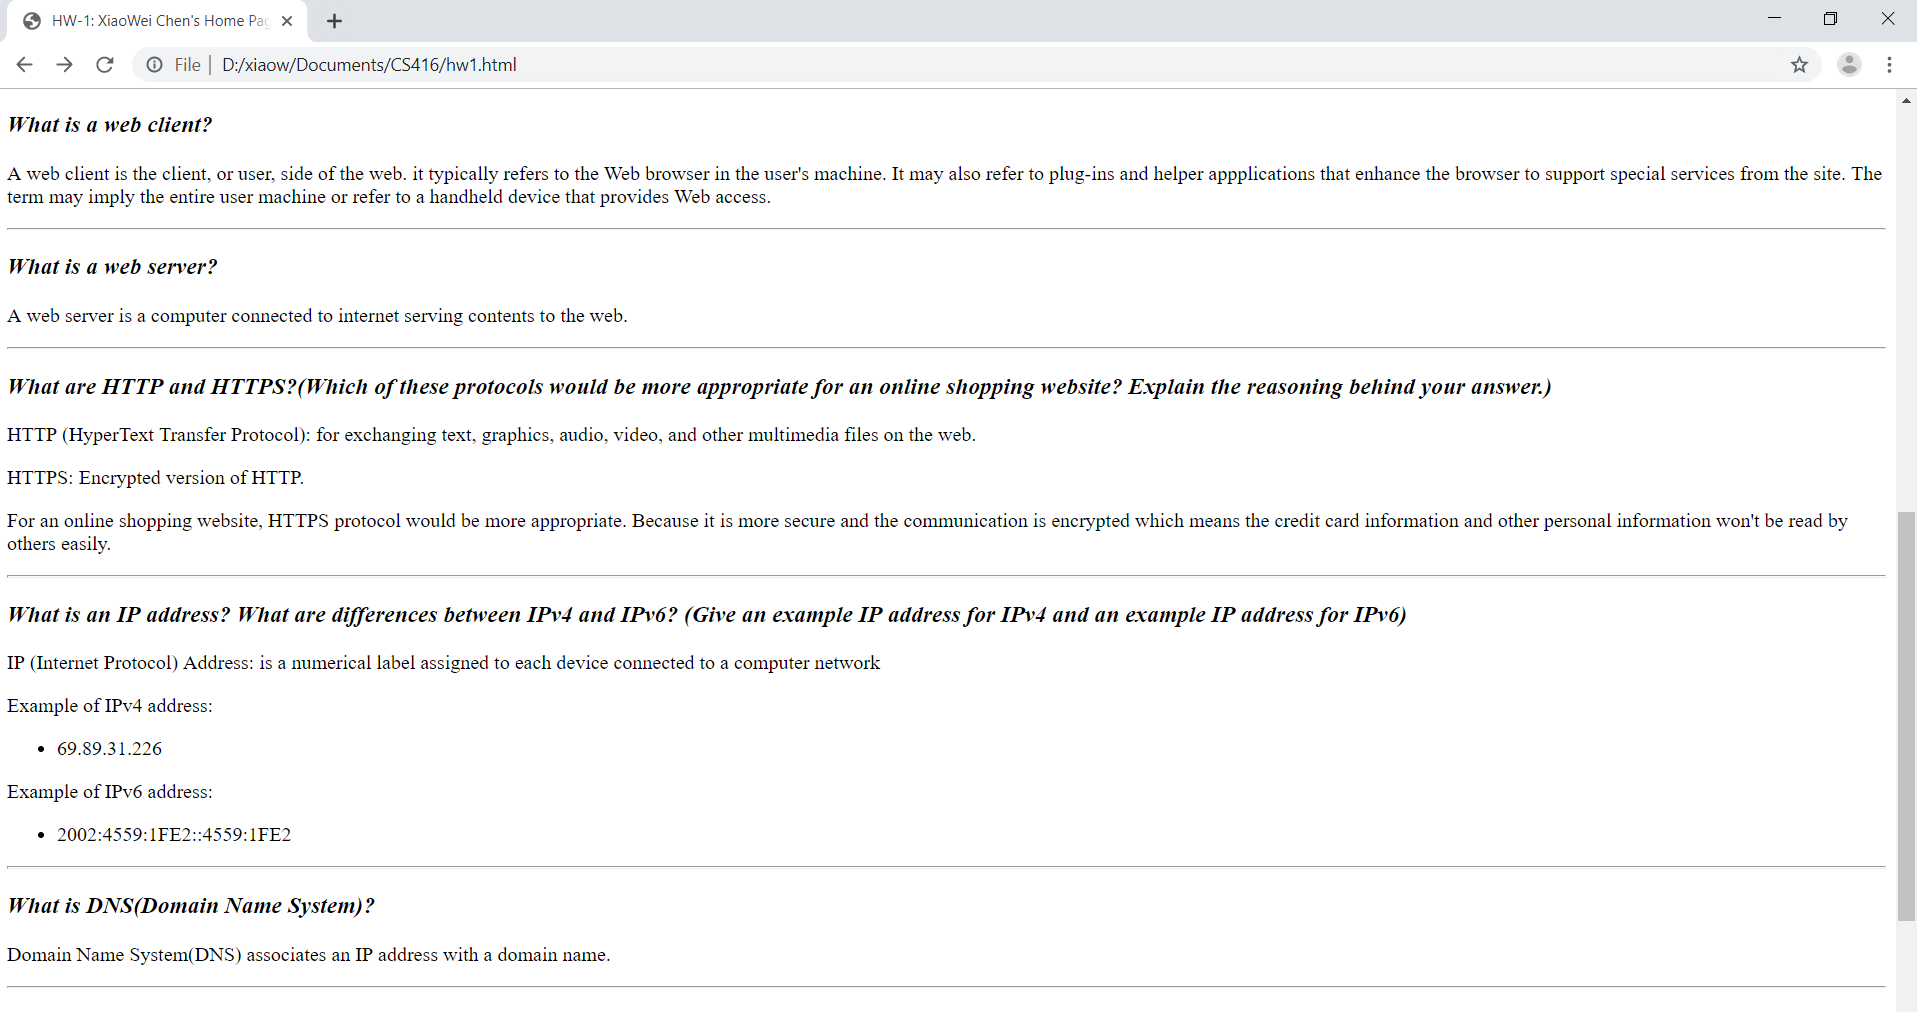 HW-1: XiaoWei Chen's Home Pag
File | D:/xiaow/Documents/CS416/hw1.html
What is a web client?
A web client is the client, or user, side of the web. it typically refers to the Web browser in the user's machine. It may also refer to plug-ins and helper appplications that enhance the browser to support special services from the site. The
term may imply the entire user machine or refer to a handheld device that provides Web access.
What is a web server?
A web server is a computer connected to internet serving contents to the web.
What are HTTP and HTTPS?(Which of these protocols would be more appropriate for an online shopping website? Explain the reasoning behind your answer.)
HTTP (HyperText Transfer Protocol): for exchanging text, graphics, audio, video, and other multimedia files on the web.
HTTPS: Encrypted version of HTTP.
For an online shopping website, HTTPS protocol would be more appropriate. Because it is more secure and the communication is encrypted which means the credit card information and other personal information won't be read by
others easily.
What is an IP address? What are differences between IPv4 and IPv6? (Give an example IP address for IPv4 and an example IP address for IPv6)
IP (Internet Protocol) Address: is a numerical label assigned to each device connected to a computer network
Example of IPv4 address:
• 69.89.31.226
Example of IPv6 address:
• 2002:4559:1FE2::4559:1FE2
What is DNS(Domain Name System)?
Domain Name System(DNS) associates an IP address with a domain name.